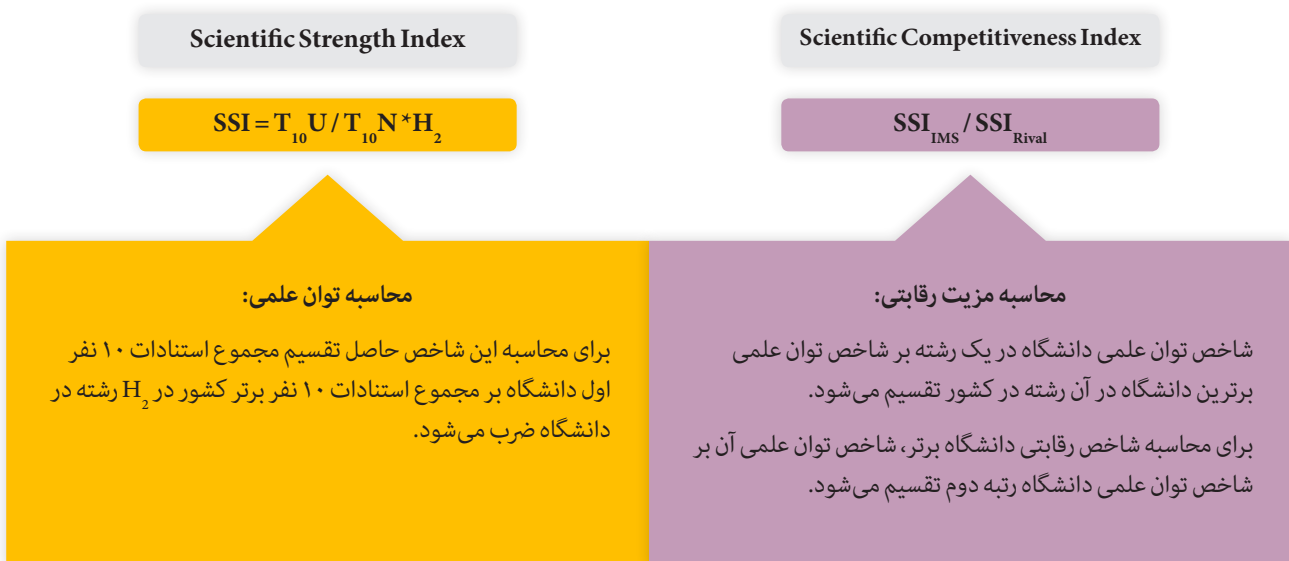 Scientific Strength Index
SSI = T₁₀U / T₁₀N *H₂
محاسبه توان علمی:
برای محاسبه این شاخص حاصل تقسیم مجموع استنادات ۱۰ نفر
اول دانشگاه بر مجموع استنادات ۱۰ نفر برتر کشور در H₂ رشته در
دانشگاه ضرب می‌شود.
Scientific Competitiveness Index
SSI_IMS / SSI_Rival
محاسبه مزیت رقابتی:
شاخص توان علمی دانشگاه در یک رشته بر شاخص توان علمی
برترین دانشگاه در آن رشته در کشور تقسیم می‌شود.
برای محاسبه شاخص رقابتی دانشگاه برتر، شاخص توان علمی آن بر
شاخص توان علمی دانشگاه رتبه دوم تقسیم می‌شود.